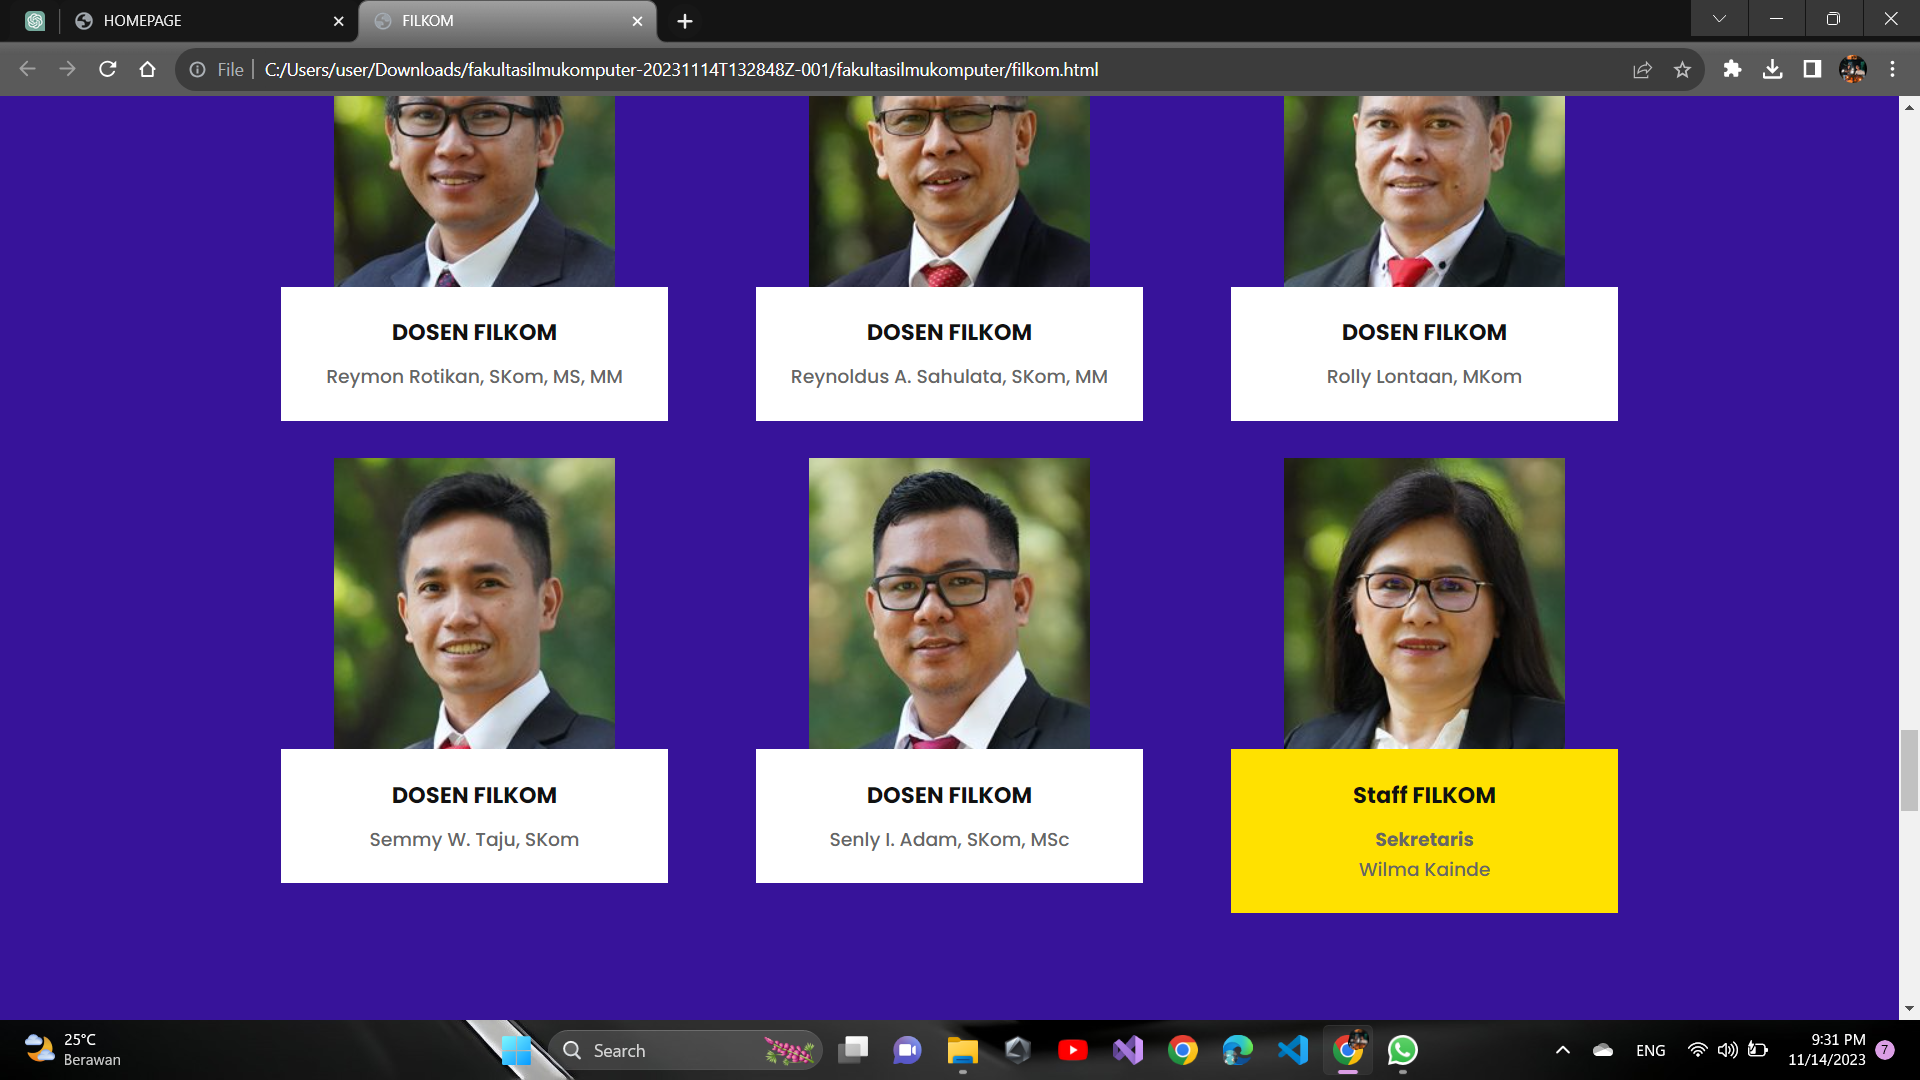 HOMEPAGE
FILKOM
File
C:/Users/user/Downloads/fakultasilmukomputer-20231114T132848Z-001/fakultasilmukomputer/filkom.html
DOSEN FILKOM
Reymon Rotikan, SKom, MS, MM
DOSEN FILKOM
Reynoldus A. Sahulata, SKom, MM
DOSEN FILKOM
Rolly Lontaan, MKom
DOSEN FILKOM
Semmy W. Taju, SKom
DOSEN FILKOM
Senly I. Adam, SKom, MSc
Staff FILKOM
Sekretaris
Wilma Kainde
25°C
Berawan
Search
ENG
9:31 PM
11/14/2023
7